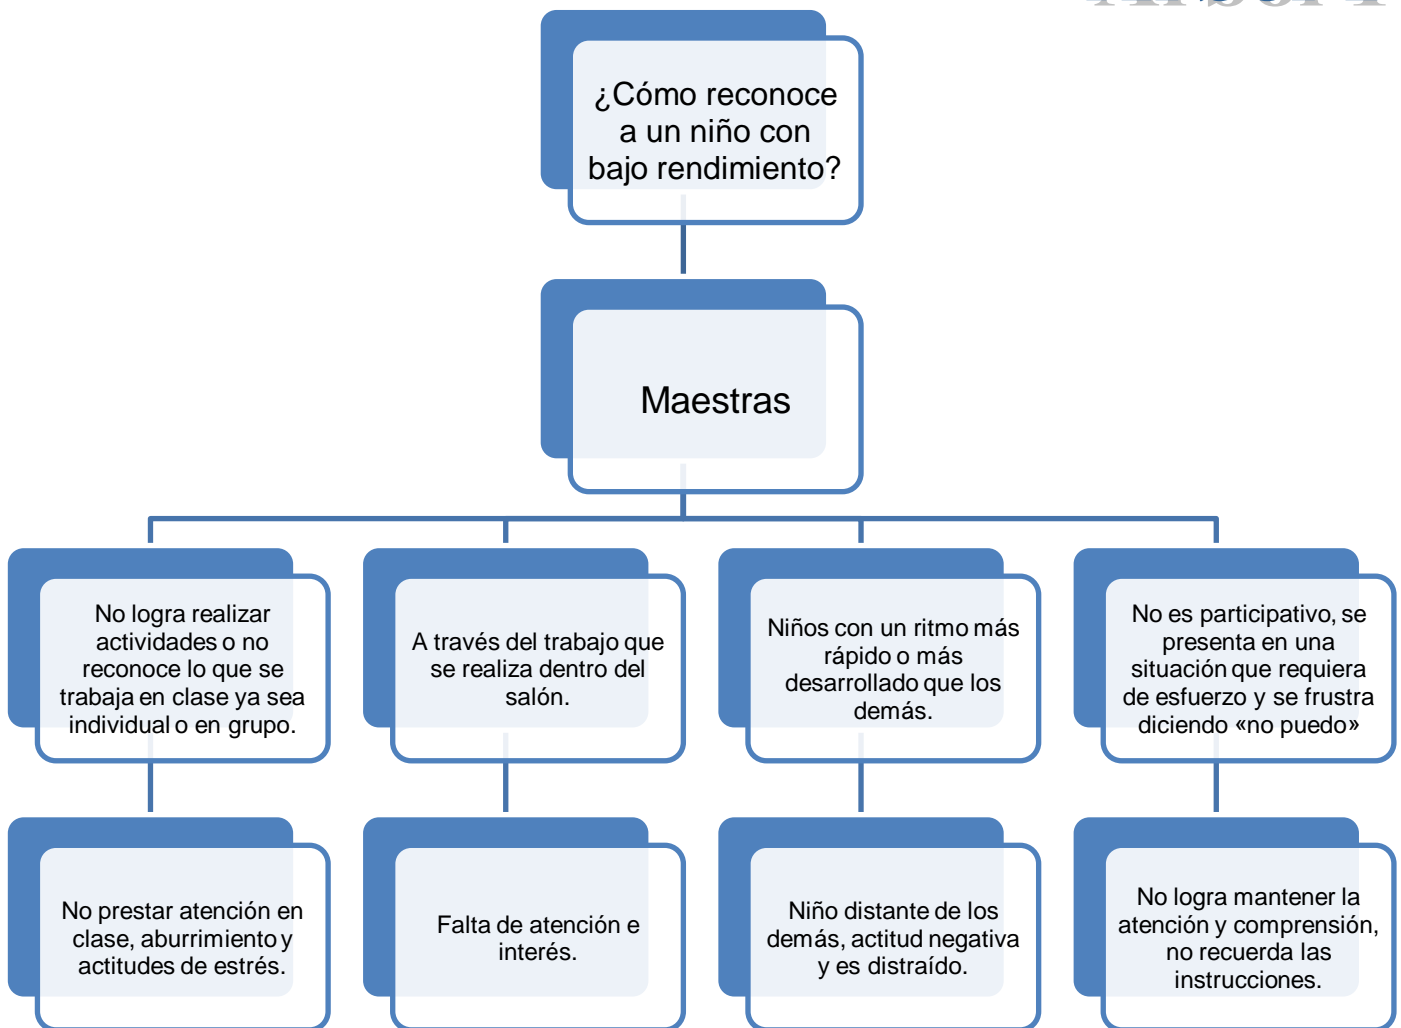 ¿Cómo reconoce
a un niño con
bajo rendimiento?
Maestras
No logra realizar
actividades o no
reconoce lo que se
trabaja en clase ya sea
individual o en grupo.
A través del trabajo que
se realiza dentro del
salón.
Niños con un ritmo más
rápido o más
desarrollado que los
demás.
No es participativo, se
presenta en una
situación que requiera
de esfuerzo y se frustra
diciendo «no puedo»
No prestar atención en
clase, aburrimiento y
actitudes de estrés.
Falta de atención e
interés.
Niño distante de los
demás, actitud negativa
y es distraído.
No logra mantener la
atención y comprensión,
no recuerda las
instrucciones.